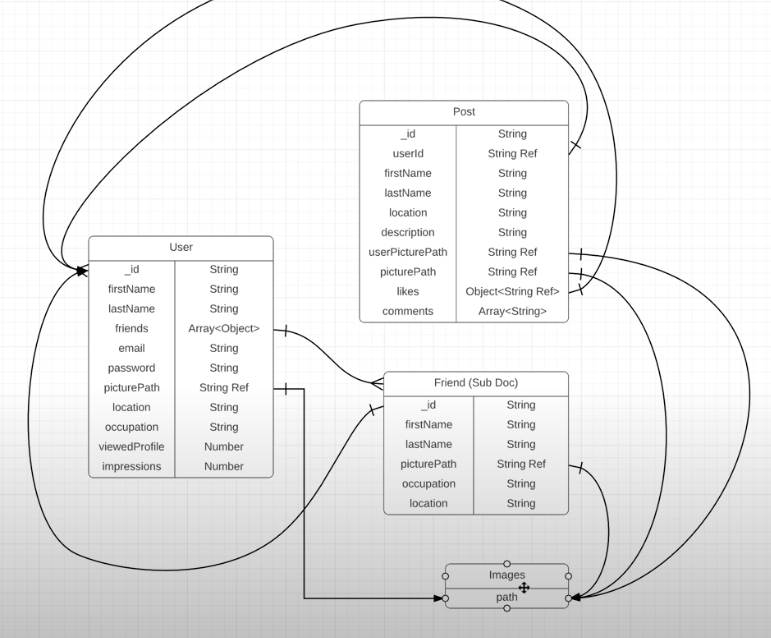 Post
_id String
userId String Ref
firstName String
lastName String
location String
description String
userPicturePath String Ref
picturePath String Ref
likes Object<String Ref>
comments Array<String>
User
_id String
firstName String
lastName String
friends Array<Object>
email String
password String
picturePath String Ref
location String
occupation String
viewedProfile Number
impressions Number
Friend (Sub Doc)
_id String
firstName String
lastName String
picturePath String Ref
occupation String
location String
Images
path